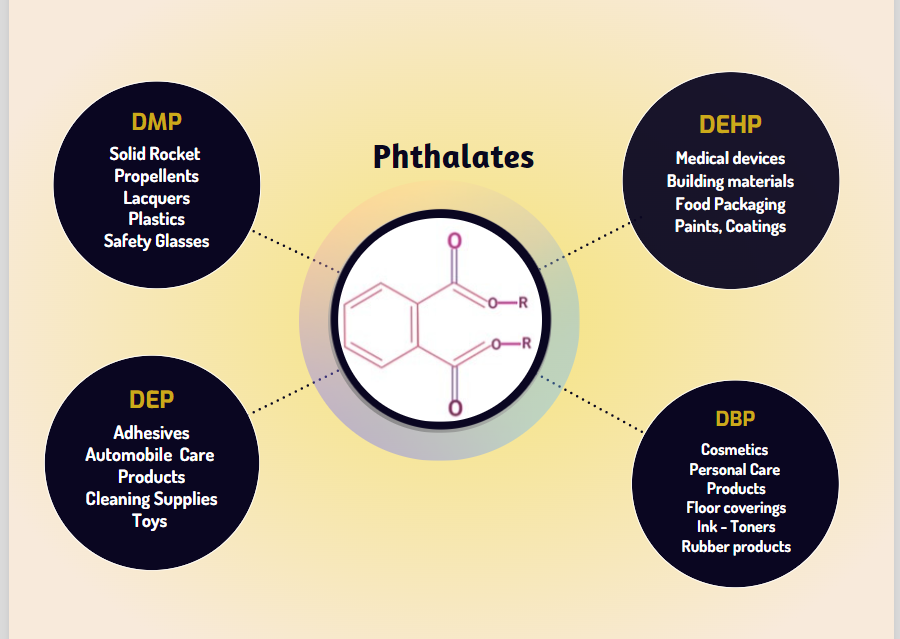 Phthalates
DMP
Solid Rocket
Propellents
Lacquers
Plastics
Safety Glasses
DEHP
Medical devices
Building materials
Food Packaging
Paints, Coatings
O
O—R
O—R
O
DEP
Adhesives
Automobile Care
Products
Cleaning Supplies
Toys
DBP
Cosmetics
Personal Care
Products
Floor coverings
Ink - Toners
Rubber products